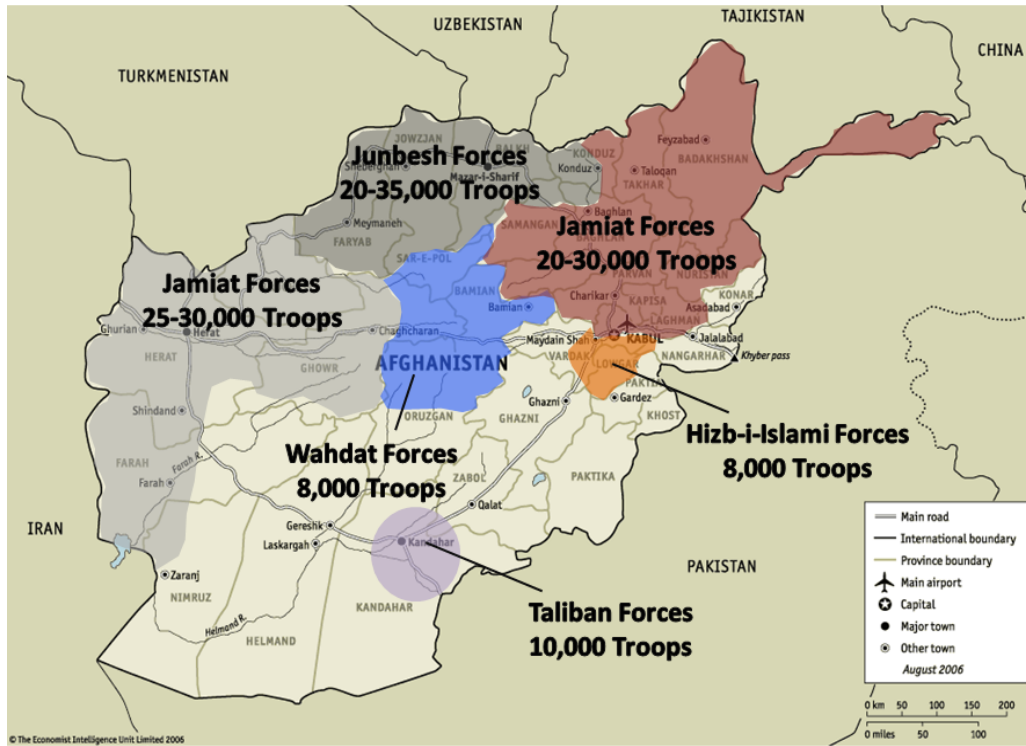 UZBEKISTAN
TAJIKISTAN
CHINA
TURKMENISTAN
JOWZJAN
BALKH
KONDUZ
Feyzabad
BADAKHSHAN
Junbesh Forces
20-35,000 Troops
Sheberghan
Mazar-i-Sharif
Konduz
Taloqan
TAKHAR
Meymaneh
FARYAB
SAR-E-POL
SAMANGAN
Baghlan
BAGHLAN
Jamiat Forces
20-30,000 Troops
PARVAN
NURISTAN
Jamiat Forces
25-30,000 Troops
BAMIAN
Bamian
Charikar
KAPISA
KONAR
Asadabad
LAGHMAN
Ghurian
Herat
Chaghcharan
Maydain Shah
KABUL
Jalalabad
HERAT
GHOWR
AFGHANISTAN
VARDAK
LOWGAR
NANGARHAR
Khyber pass
PAKTIA
Shindand
ORUZGAN
GHAZNI
Ghazni
Gardez
KHOST
Hizb-i-Islami Forces
8,000 Troops
FARAH
Farah R.
Farah
Wahdat Forces
8,000 Troops
ZABOL
PAKTIKA
Qalat
IRAN
Gereshk
Laskargah
Kandahar
PAKISTAN
Zaranj
NIMRUZ
Helmand R.
HELMAND
KANDAHAR
Taliban Forces
10,000 Troops
Main road
International boundary
Province boundary
Main airport
Capital
Major town
Other town
August 2006
0 km 50 100 150 200
0 miles 50 100
© The Economist Intelligence Unit Limited 2006